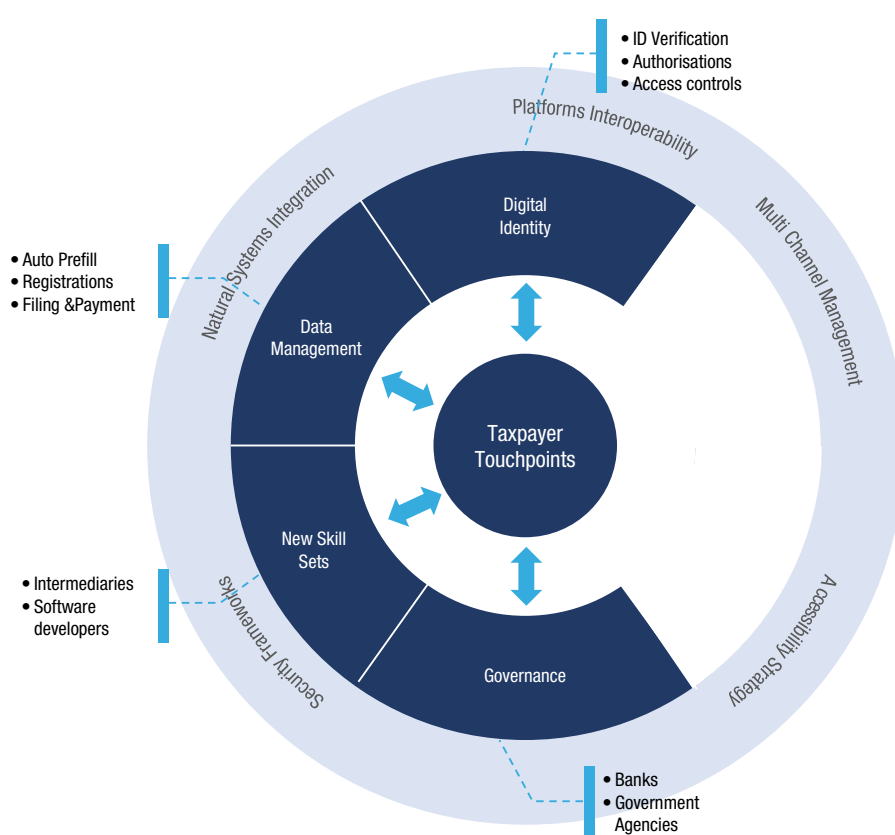 • ID Verification
• Authorisations
• Access controls
Platforms Interoperability
Natural Systems Integration
Multi Channel Management
Digital
Identity
• Auto Prefill
• Registrations
• Filing &Payment
Data
Management
Taxpayer
Touchpoints
New Skill
Sets
• Intermediaries
• Software
developers
Security Frameworks
Accessibility Strategy
Governance
• Banks
• Government
Agencies